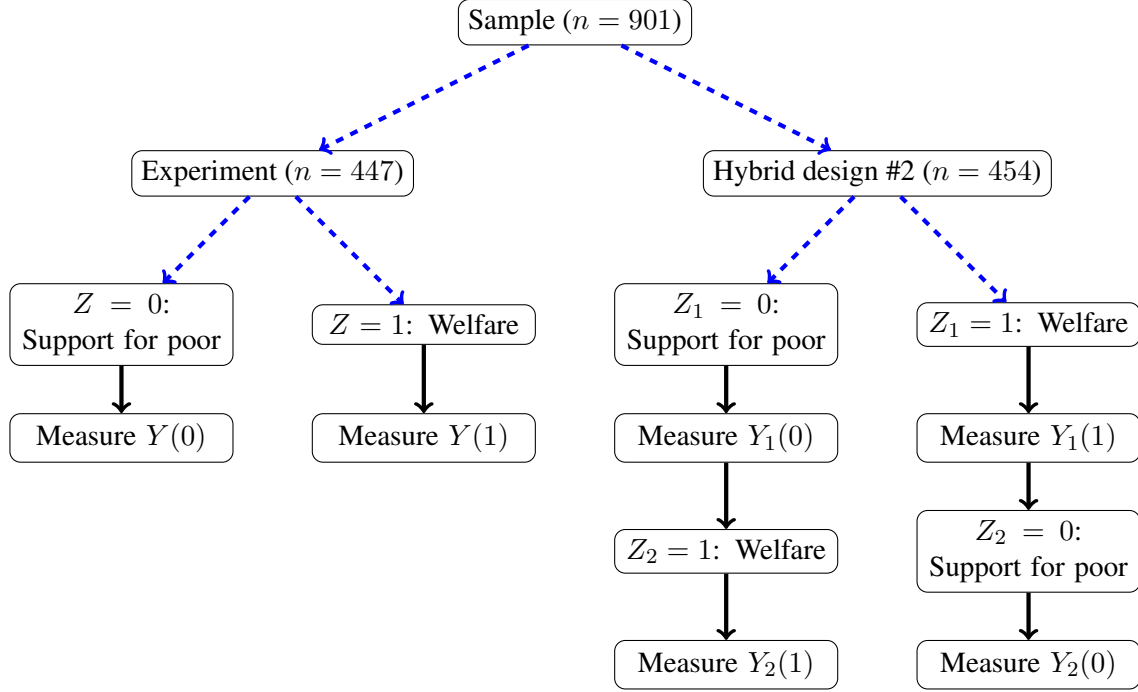 Sample (n = 901)
Experiment (n = 447)
Hybrid design #2 (n = 454)
Z = 0:
Support for poor
Z = 1: Welfare
Z₁ = 0:
Support for poor
Z₁ = 1: Welfare
Measure Y(0)
Measure Y(1)
Measure Y₁(0)
Measure Y₁(1)
Z₂ = 1: Welfare
Z₂ = 0:
Support for poor
Measure Y₂(1)
Measure Y₂(0)